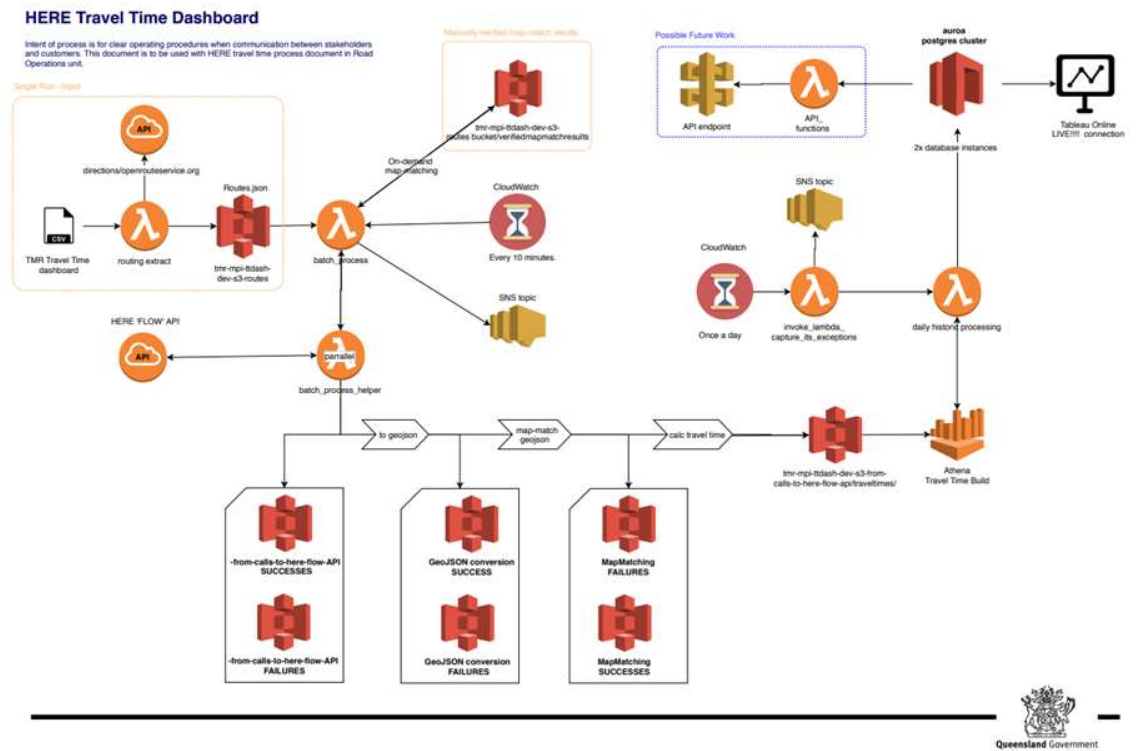 HERE Travel Time Dashboard
Intent of process is for clear operating procedures when communication between stakeholders
and customers. This document is to be used with HERE travel time process document in Road
Operations unit.
Single Run - Input
API
directions/openrouteservice.org
CSV
TMR Travel Time
dashboard
routing extract
Routes.json
tmr-mpi-ttdash-
dev-s3-routes
Manually-verified map-match results
tmr-mpi-ttdash-dev-s3-
routes bucket/verifiedmapmatchresults
On-demand
map-matching
batch_process
CloudWatch
Every 10 minutes.
SNS topic
HERE 'FLOW' API
API
parrallel
batch_process_helper
Possible Future Work
API endpoint
API_
functions
auroa
postgres cluster
2x database instances
Tableau Online
LIVE!!!! connection
SNS topic
CloudWatch
Once a day
invoke_lambda_
capture_its_exceptions
daily historic processing
to geojson
map-match
geojson
calc travel time
tmr-mpi-ttdash-dev-s3-from-
calls-to-here-flow-api/traveltimes/
Athena
Travel Time Build
-from-calls-to-here-flow-API
SUCCESSES
-from-calls-to-here-flow-API
FAILURES
GeoJSON conversion
SUCCESS
GeoJSON conversion
FAILURES
MapMatching
FAILURES
MapMatching
SUCCESSES
Queensland Government